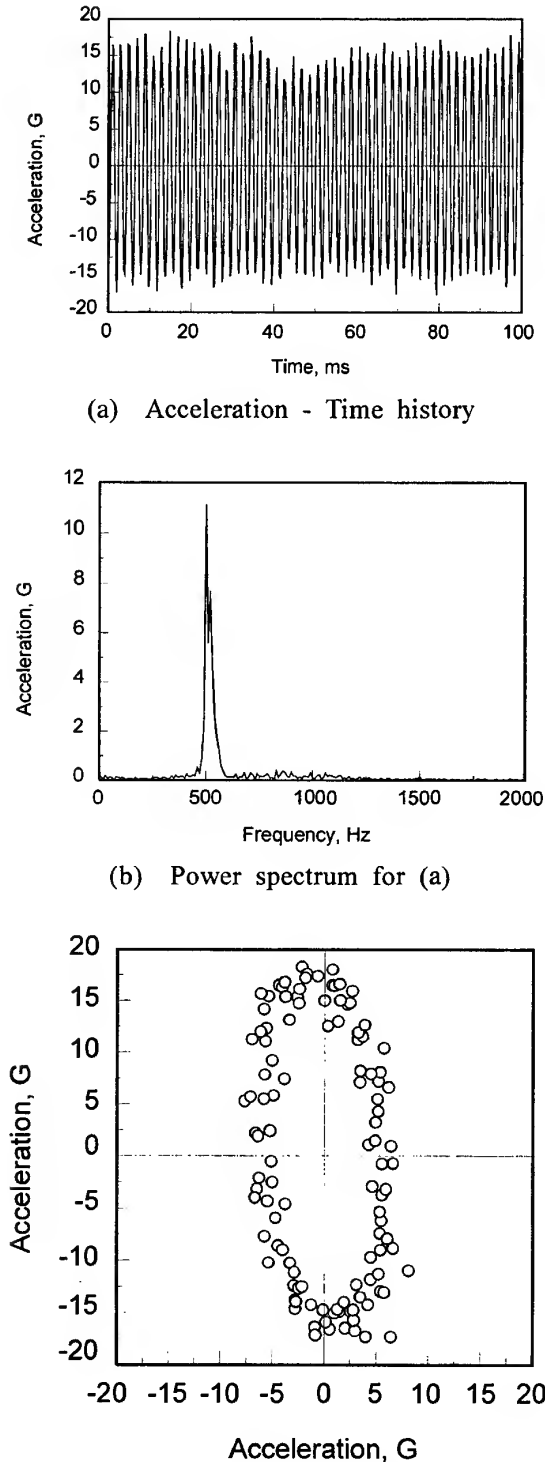 20
15
10
5
0
-5
-10
-15
-20
Acceleration, G
0 20 40 60 80 100
Time, ms
(a) Acceleration - Time history
12
10
8
6
4
2
0
Acceleration, G
0 500 1000 1500 2000
Frequency, Hz
(b) Power spectrum for (a)
20
15
10
5
0
-5
-10
-15
-20
Acceleration, G
-20 -15 -10 -5 0 5 10 15 20
Acceleration, G